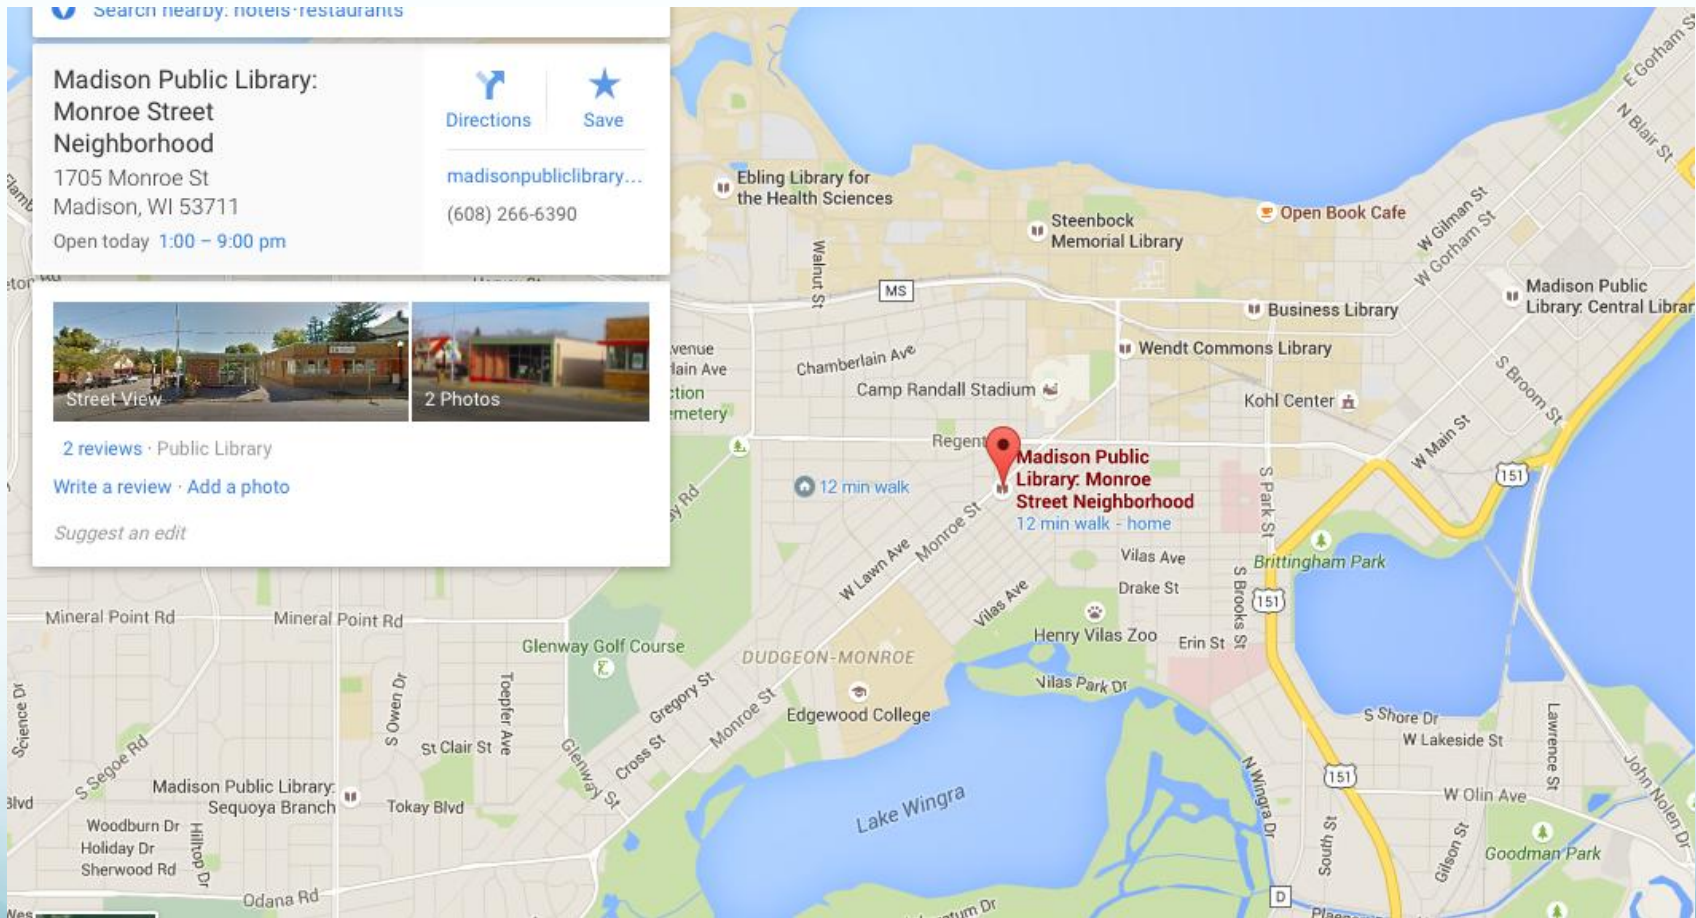 Search nearby: hotels · restaurants
Madison Public Library:
Monroe Street
Neighborhood
1705 Monroe St
Madison, WI 53711
Open today 1:00 – 9:00 pm
Directions
Save
madisonpubliclibrary...
(608) 266-6390
Street View
2 Photos
2 reviews · Public Library
Write a review · Add a photo
Suggest an edit
E Gorham S
N Blair St
Ebling Library for
the Health Sciences
Steenbock
Memorial Library
Open Book Cafe
W Gilman St
W Gorham St
Walnut St
MS
Business Library
Madison Public
Library: Central Librar
venue
lain Ave
Chamberlain Ave
Wendt Commons Library
ction
emetery
Camp Randall Stadium
Kohl Center
S Broom St
W Main St
Regent
151
Madison Public
Library: Monroe
Street Neighborhood
12 min walk - home
12 min walk
S Park St
ay Rd
Monroe St
W Lawn Ave
Vilas Ave
Drake St
Brittingham Park
S Brooks St
151
Vilas Ave
Henry Vilas Zoo
Erin St
Mineral Point Rd
Mineral Point Rd
Glenway Golf Course
DUDGEON-MONROE
Vilas Park Dr
Edgewood College
Gregory St
Monroe St
Cross St
Science Dr
S Segoe Rd
S Owen Dr
Toepfer Ave
St Clair St
Glenway St
S Shore Dr
W Lakeside St
Lawrence St
John Nolen Dr
N Wingra Dr
151
Madison Public Library:
Sequoya Branch
Tokay Blvd
Blvd
Lake Wingra
W Olin Ave
Woodburn Dr
Holiday Dr
Sherwood Rd
Hilltop Dr
South St
Gilson St
Goodman Park
Odana Rd
D